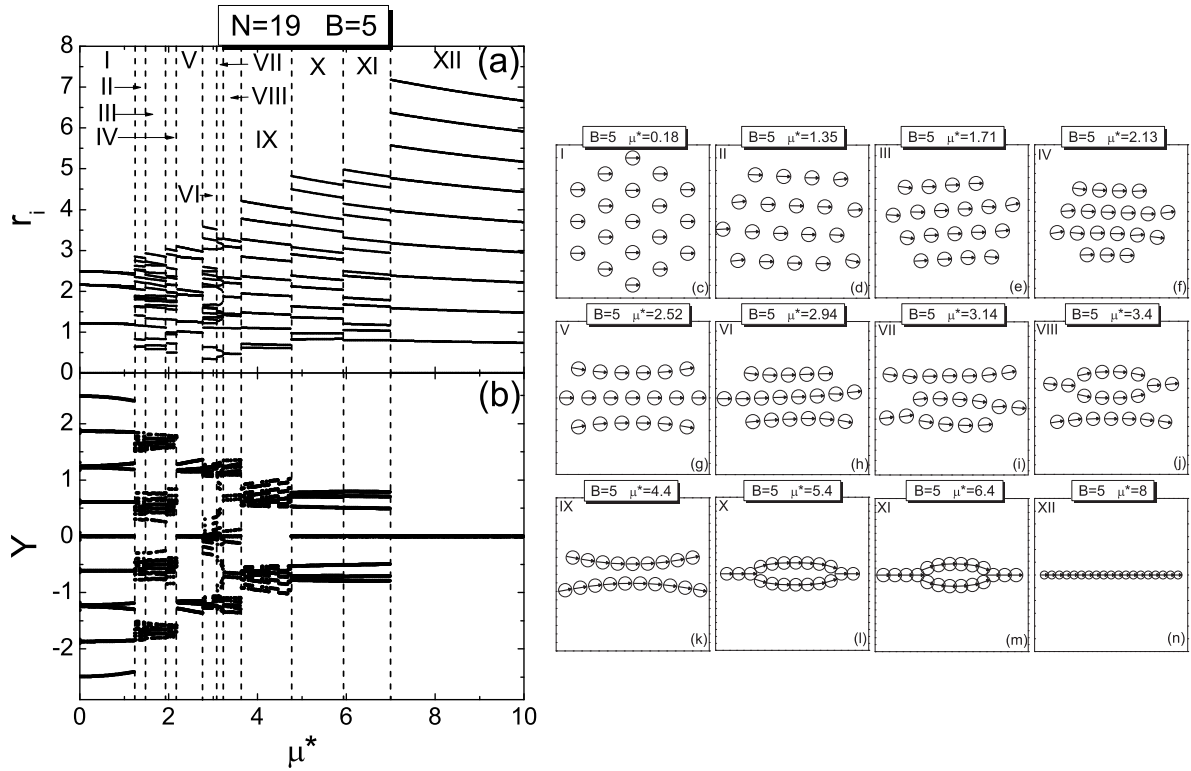 N=19 B=5
(a)
I
II
III
IV
V
VI
VII
VIII
IX
X
XI
XII
8
7
6
5
4
3
2
1
0
r_i
(b)
2
1
0
-1
-2
Y
0 2 4 6 8 10
μ*
B=5 μ*=0.18
I
(c)
B=5 μ*=1.35
II
(d)
B=5 μ*=1.71
III
(e)
B=5 μ*=2.13
IV
(f)
B=5 μ*=2.52
V
(g)
B=5 μ*=2.94
VI
(h)
B=5 μ*=3.14
VII
(i)
B=5 μ*=3.4
VIII
(j)
B=5 μ*=4.4
IX
(k)
B=5 μ*=5.4
X
(l)
B=5 μ*=6.4
XI
(m)
B=5 μ*=8
XII
(n)